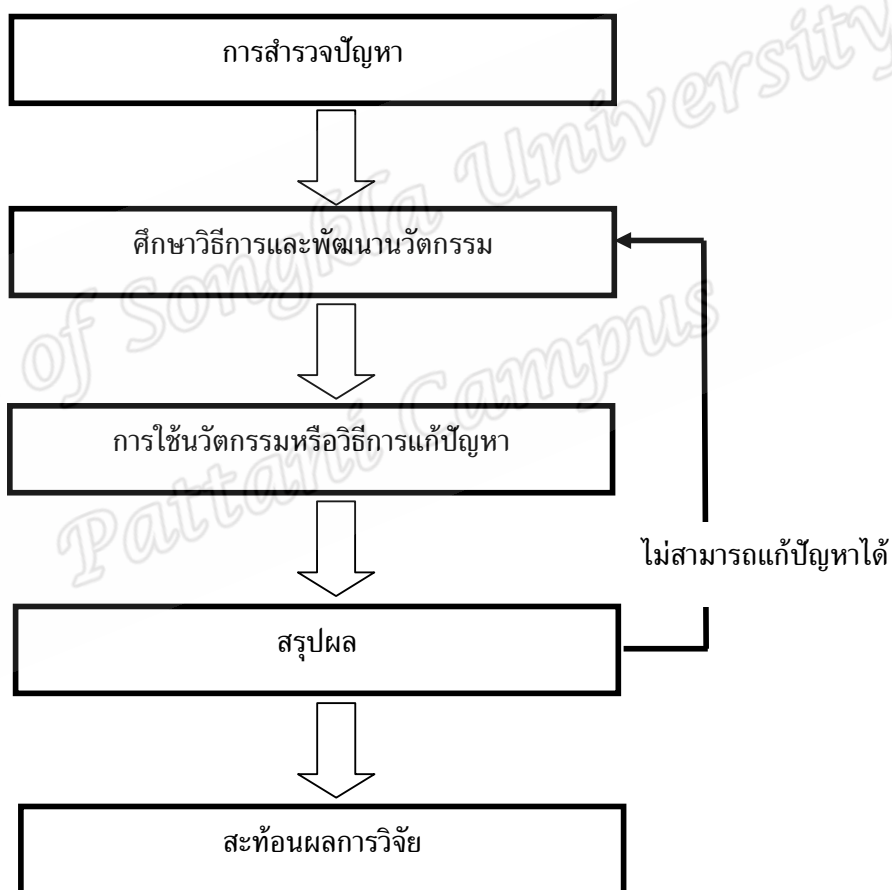 การสำรวจปัญหา
ศึกษาวิธีการและพัฒนานวัตกรรม
การใช้นวัตกรรมหรือวิธีการแก้ปัญหา
ไม่สามารถแก้ปัญหาได้
สรุปผล
สะท้อนผลการวิจัย
of Songkla University
Pattani Campus